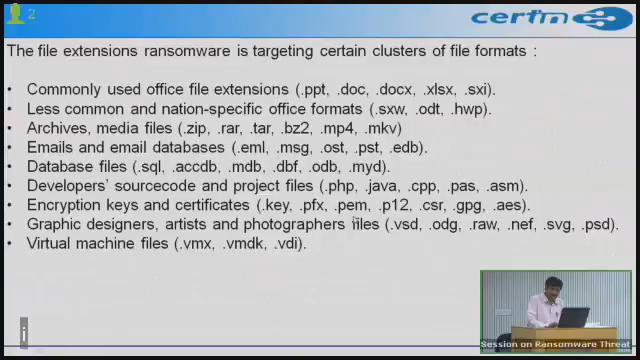 2
certin
The file extensions ransomware is targeting certain clusters of file formats :
• Commonly used office file extensions (.ppt, .doc, .docx, .xlsx, .sxi).
• Less common and nation-specific office formats (.sxw, .odt, .hwp).
• Archives, media files (.zip, .rar, .tar, .bz2, .mp4, .mkv)
• Emails and email databases (.eml, .msg, .ost, .pst, .edb).
• Database files (.sql, .accdb, .mdb, .dbf, .odb, .myd).
• Developers’ sourcecode and project files (.php, .java, .cpp, .pas, .asm).
• Encryption keys and certificates (.key, .pfx, .pem, .p12, .csr, .gpg, .aes).
• Graphic designers, artists and photographers files (.vsd, .odg, .raw, .nef, .svg, .psd).
• Virtual machine files (.vmx, .vmdk, .vdi).
i
Session on Ransomware Threat